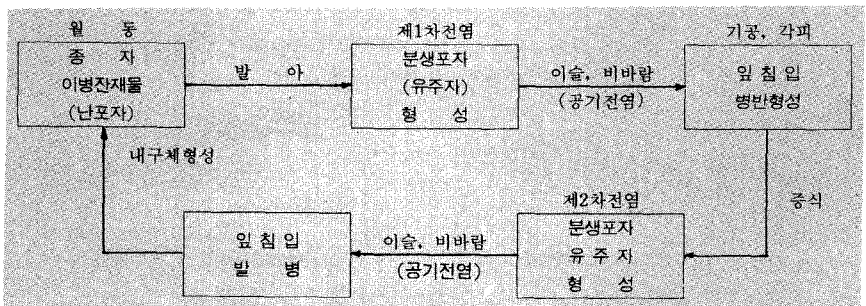 월 동
종 자
이병잔재물
(난포자)
발 아
제1차전염
분생포자
(유주자)
형 성
이슬, 비바람
(공기전염)
기공, 각피
잎 침 입
병반형성
증식
제2차전염
분생포자
유 주 자
형 성
이슬, 비바람
(공기전염)
잎 침 입
발 병
내구체형성